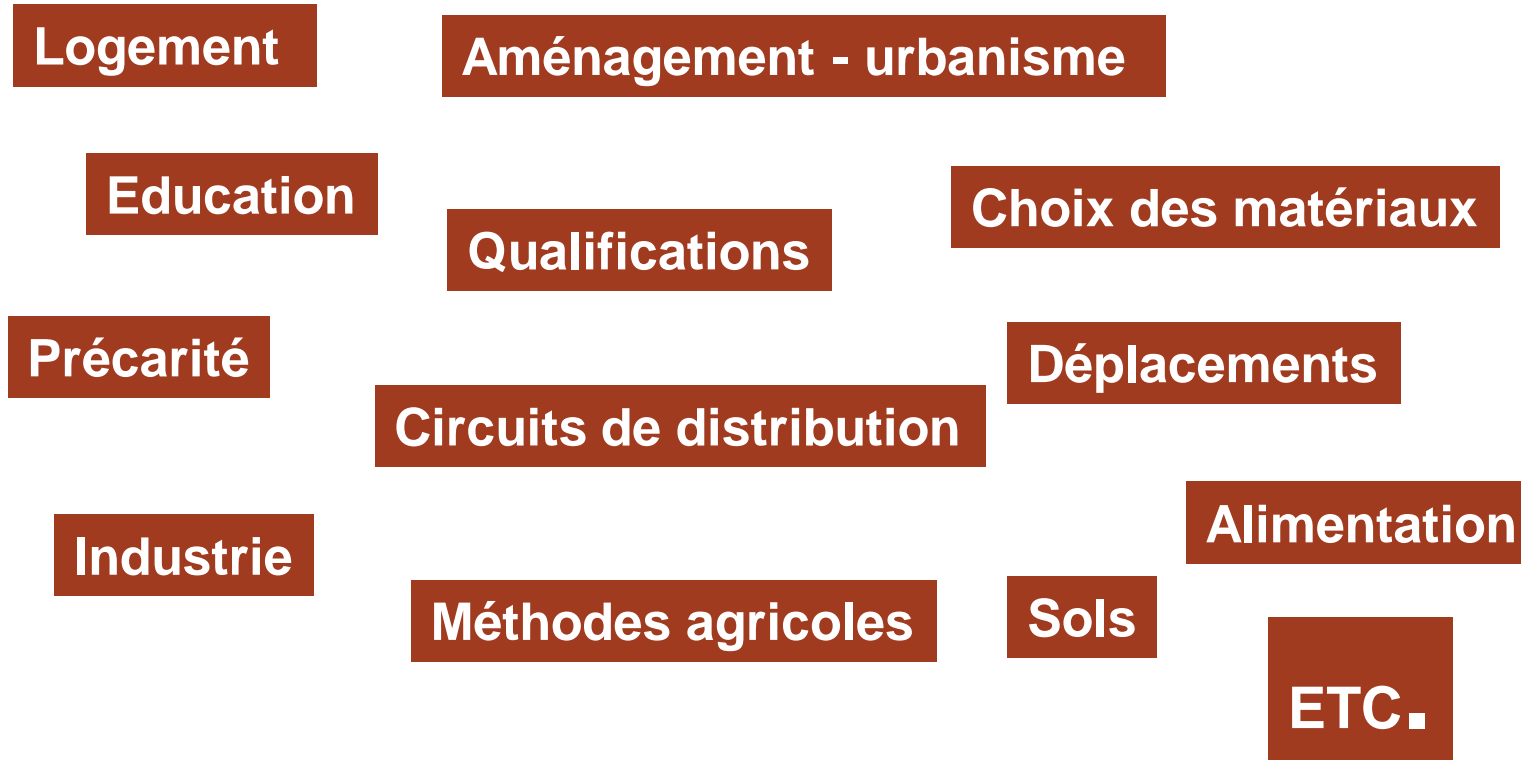 Logement
Aménagement - urbanisme
Education
Choix des matériaux
Qualifications
Précarité
Déplacements
Circuits de distribution
Alimentation
Industrie
Méthodes agricoles
Sols
ETC.